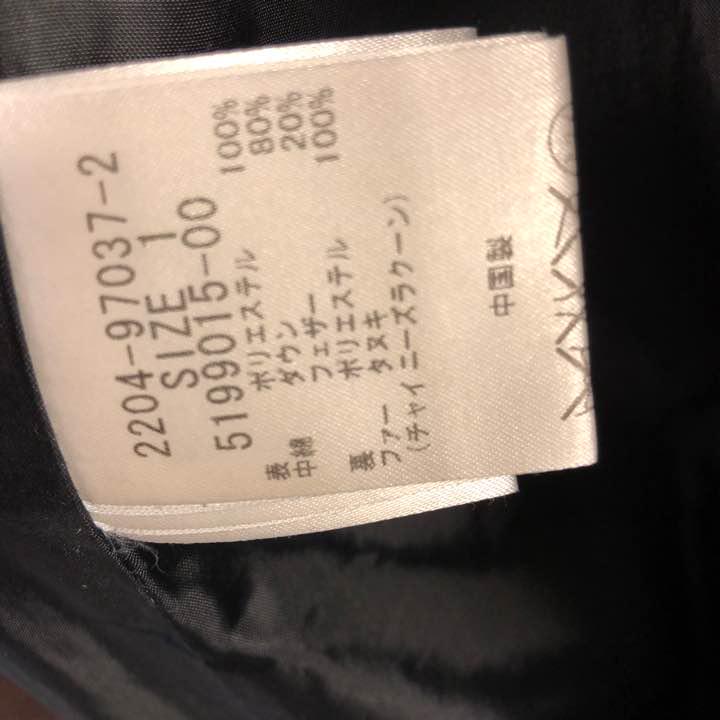 2204-97037-2
SIZE 1
5199015-00
表 ポリエステル 100%
中綿 ダウン 80%
フェザー 20%
裏 ポリエステル 100%
ファー タヌキ
(チャイニーズラクーン)
中国製